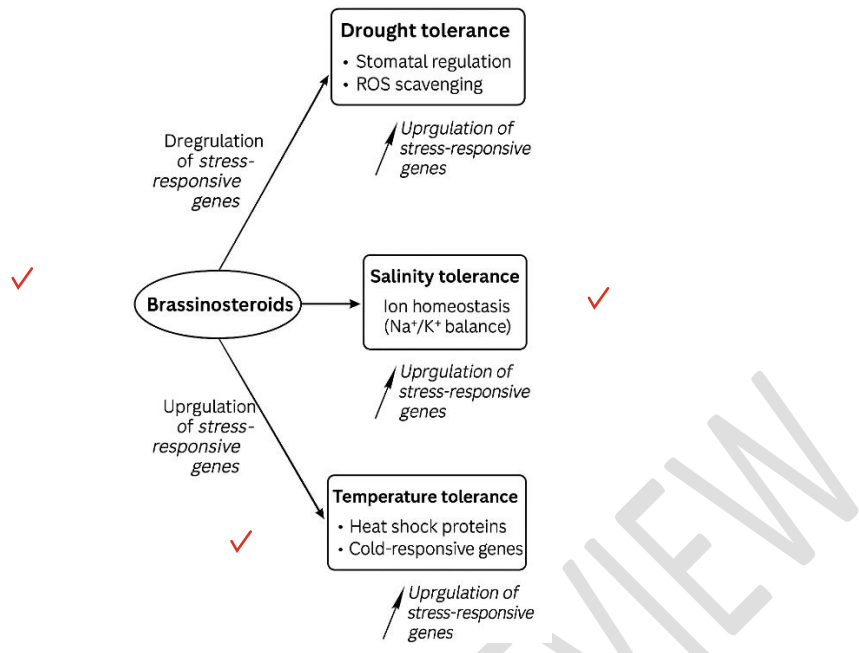 Drought tolerance
• Stomatal regulation
• ROS scavenging
Uprgulation of
stress-responsive
genes
Dregrulation
of stress-
responsive
genes
Brassinosteroids
Salinity tolerance
Ion homeostasis
(Na⁺/K⁺ balance)
Uprgulation of
stress-responsive
genes
Uprgulation
of stress-
responsive
genes
Temperature tolerance
• Heat shock proteins
• Cold-responsive genes
Uprgulation of
stress-responsive
genes